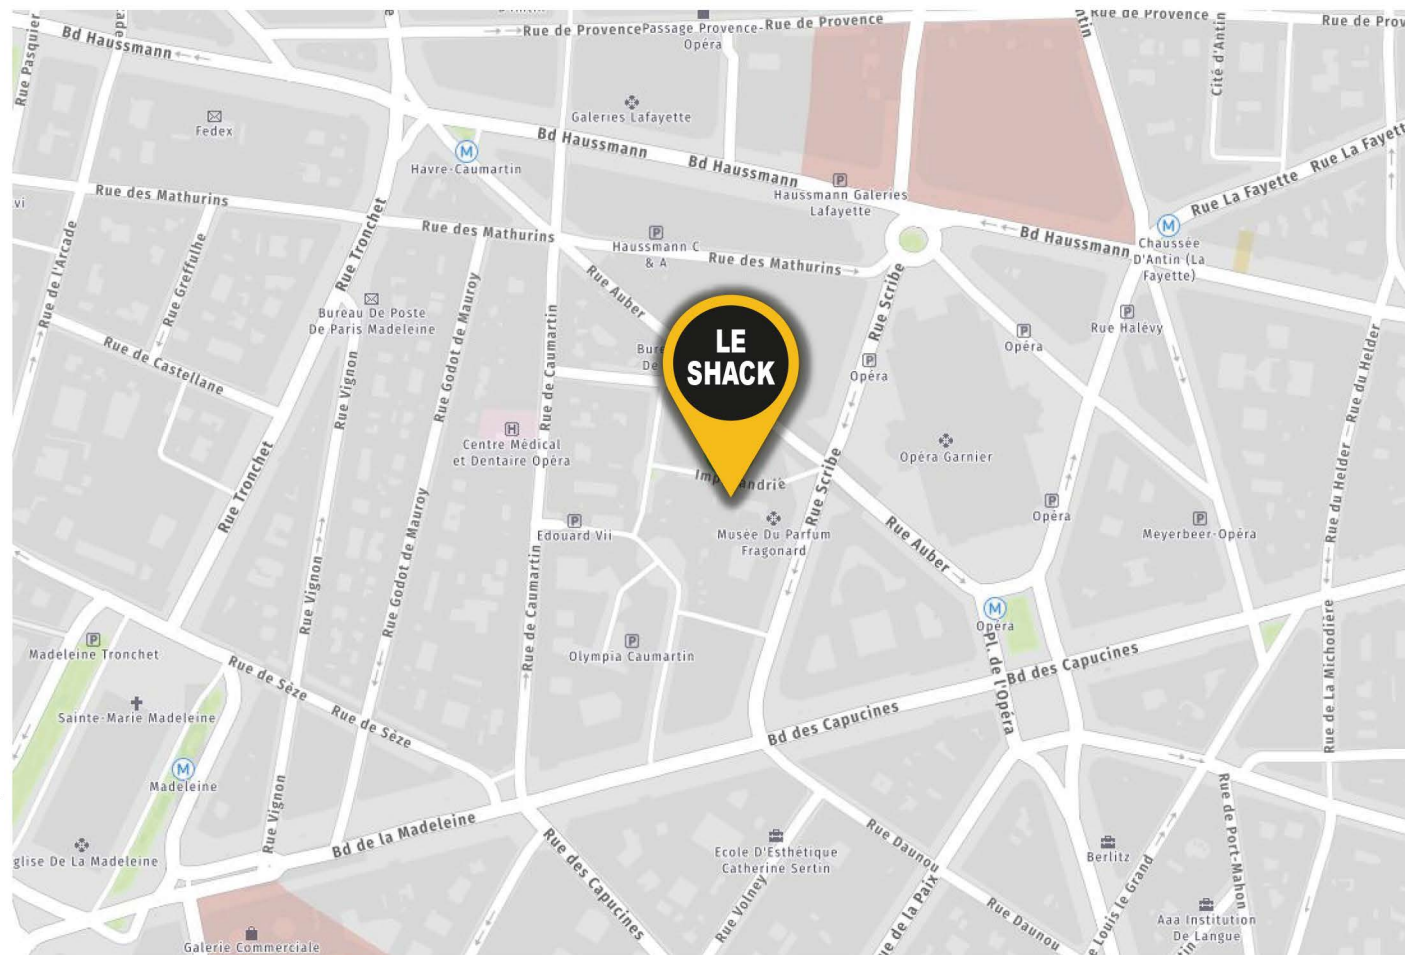 Rue de Provence
Passage Provence-
Opéra
Rue de Provence
Rue de Provence
Rue de Prov
Rue Pasquier
Bd Haussmann
Cité d'Antin
Galeries Lafayette
Fedex
Bd Haussmann
Bd Haussmann
Rue La Fayette
Rue La Fayett
M
Havre-Caumartin
P
Haussmann Galeries
Lafayette
Rue des Mathurins
Rue des Mathurins
P
Haussmann C
& A
Rue des Mathurins
Bd Haussmann
M
Chaussée
D'Antin (La
Fayette)
Rue de l'Arcade
Rue Greffulhe
Rue Tronchet
Rue Auber
Rue Scribe
Bureau De Poste
De Paris Madeleine
Rue Godot de Mauroy
Rue de Caumartin
P
Rue Halévy
P
Opéra
LE
SHACK
P
Opéra
Rue de Castellane
Rue Vignon
Rue de Caumartin
Rue du Helder
H
Centre Médical
et Dentaire Opéra
Opéra Garnier
Rue Tronchet
Rue Godot de Mauroy
Rue Scribe
Rue du Helder
P
Edouard Vii
Musée Du Parfum
Fragonard
Rue Auber
P
Opéra
P
Meyerbeer-Opéra
Rue Vignon
Rue de Caumartin
M
Opéra
P
Madeleine Tronchet
P
Olympia Caumartin
Pl. de l'Opéra
Bd des Capucines
Rue de La Michodière
Rue de Sèze
Sainte-Marie Madeleine
Rue de Sèze
Bd des Capucines
M
Madeleine
Rue Vignon
Bd de la Madeleine
glise De La Madeleine
Rue des Capucines
Ecole D'Esthétique
Catherine Sertin
Rue Daunou
Berlitz
Rue de Port-Mahon
Rue Volney
ue de la Paix
Rue Daunou
Louis le Grand
Aaa Institution
De Langue
Galerie Commerciale